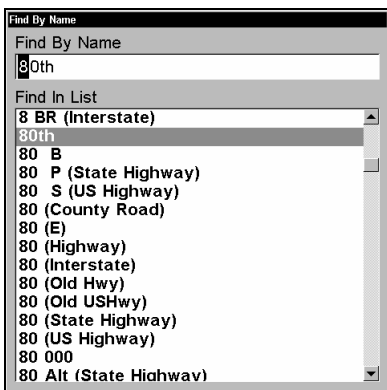 Find By Name
Find By Name
80th
Find In List
8 BR (Interstate)
80th
80  B
80  P (State Highway)
80  S (US Highway)
80 (County Road)
80 (E)
80 (Highway)
80 (Interstate)
80 (Old Hwy)
80 (Old USHwy)
80 (State Highway)
80 (US Highway)
80 000
80 Alt (State Highway)